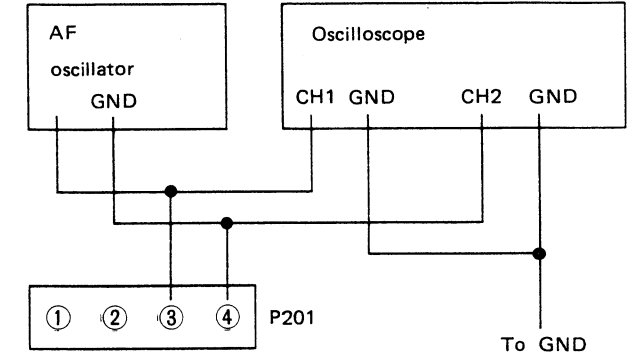 AF
oscillator
GND
Oscilloscope
CH1 GND CH2 GND
① ② ③ ④ P201
To GND